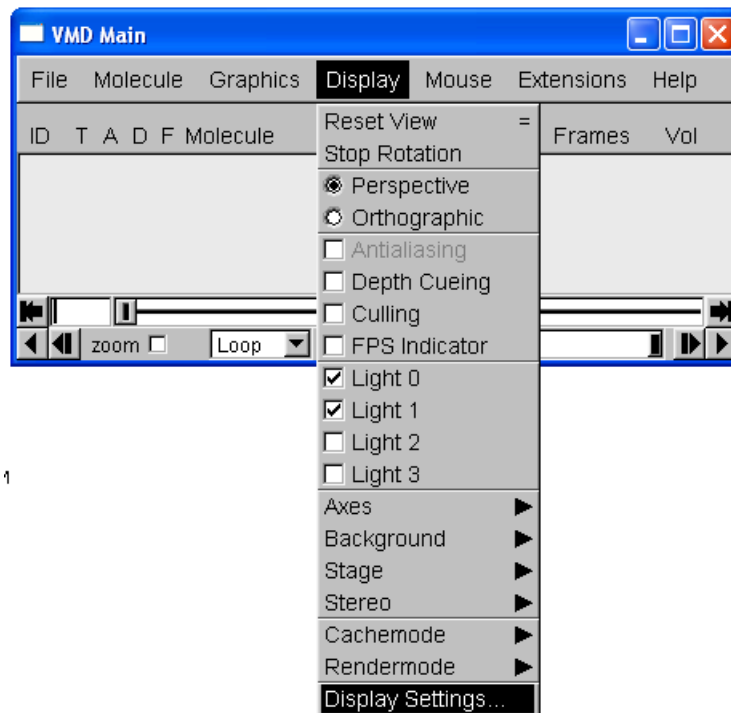 VMD Main
File Molecule Graphics Display Mouse Extensions Help
ID T A D F Molecule Frames Vol
Reset View =
Stop Rotation
Perspective
Orthographic
Antialiasing
Depth Cueing
Culling
FPS Indicator
zoom Loop
Light 0
Light 1
Light 2
Light 3
Axes
Background
Stage
Stereo
Cachemode
Rendermode
Display Settings...